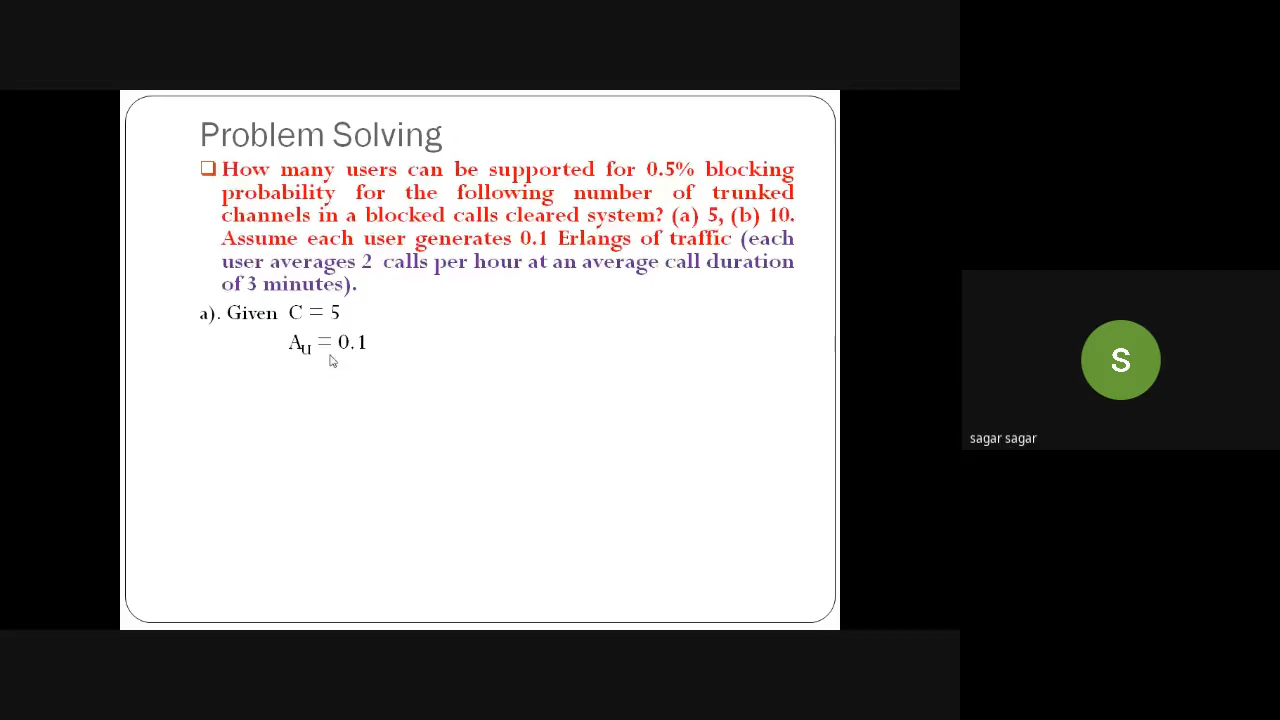 Problem Solving
How many users can be supported for 0.5% blocking
probability for the following number of trunked
channels in a blocked calls cleared system? (a) 5, (b) 10.
Assume each user generates 0.1 Erlangs of traffic (each
user averages 2 calls per hour at an average call duration
of 3 minutes).
a). Given C = 5
Au = 0.1
S
sagar sagar